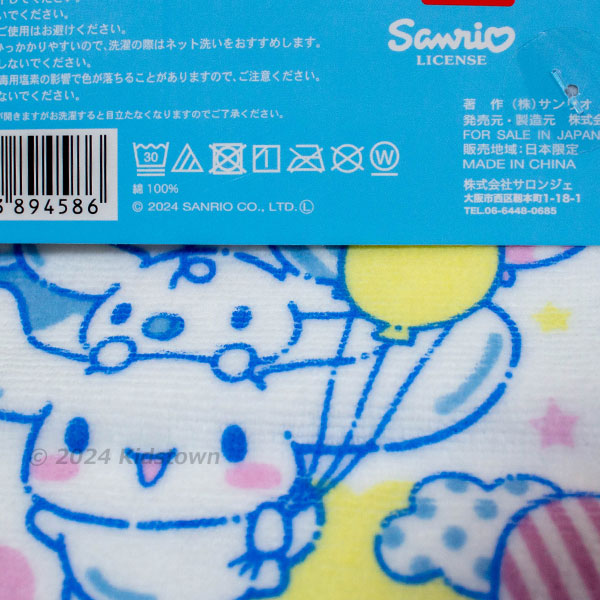 いでください。
ご使用はお避けください。
ひっかかりやすいので、洗濯の際はネット洗いをおすすめします。
しないでください。
毒用塩素の影響で色が落ちることがありますので、ご注意ください。
ないでください。
が開きますがお洗濯すると目立たなくなりますのでご了承ください。
Sanrio
LICENSE
著 作 (株)サンリオ
発売元・製造元 株式会
FOR SALE IN JAPAN
販売地域:日本限定
MADE IN CHINA
株式会社サロンジェ
大阪市西区靱本町1-18-1
TEL.06-6448-0685
30
W
綿 100%
894586
© 2024 SANRIO CO., LTD. Ⓛ
© 2024 Kidstown